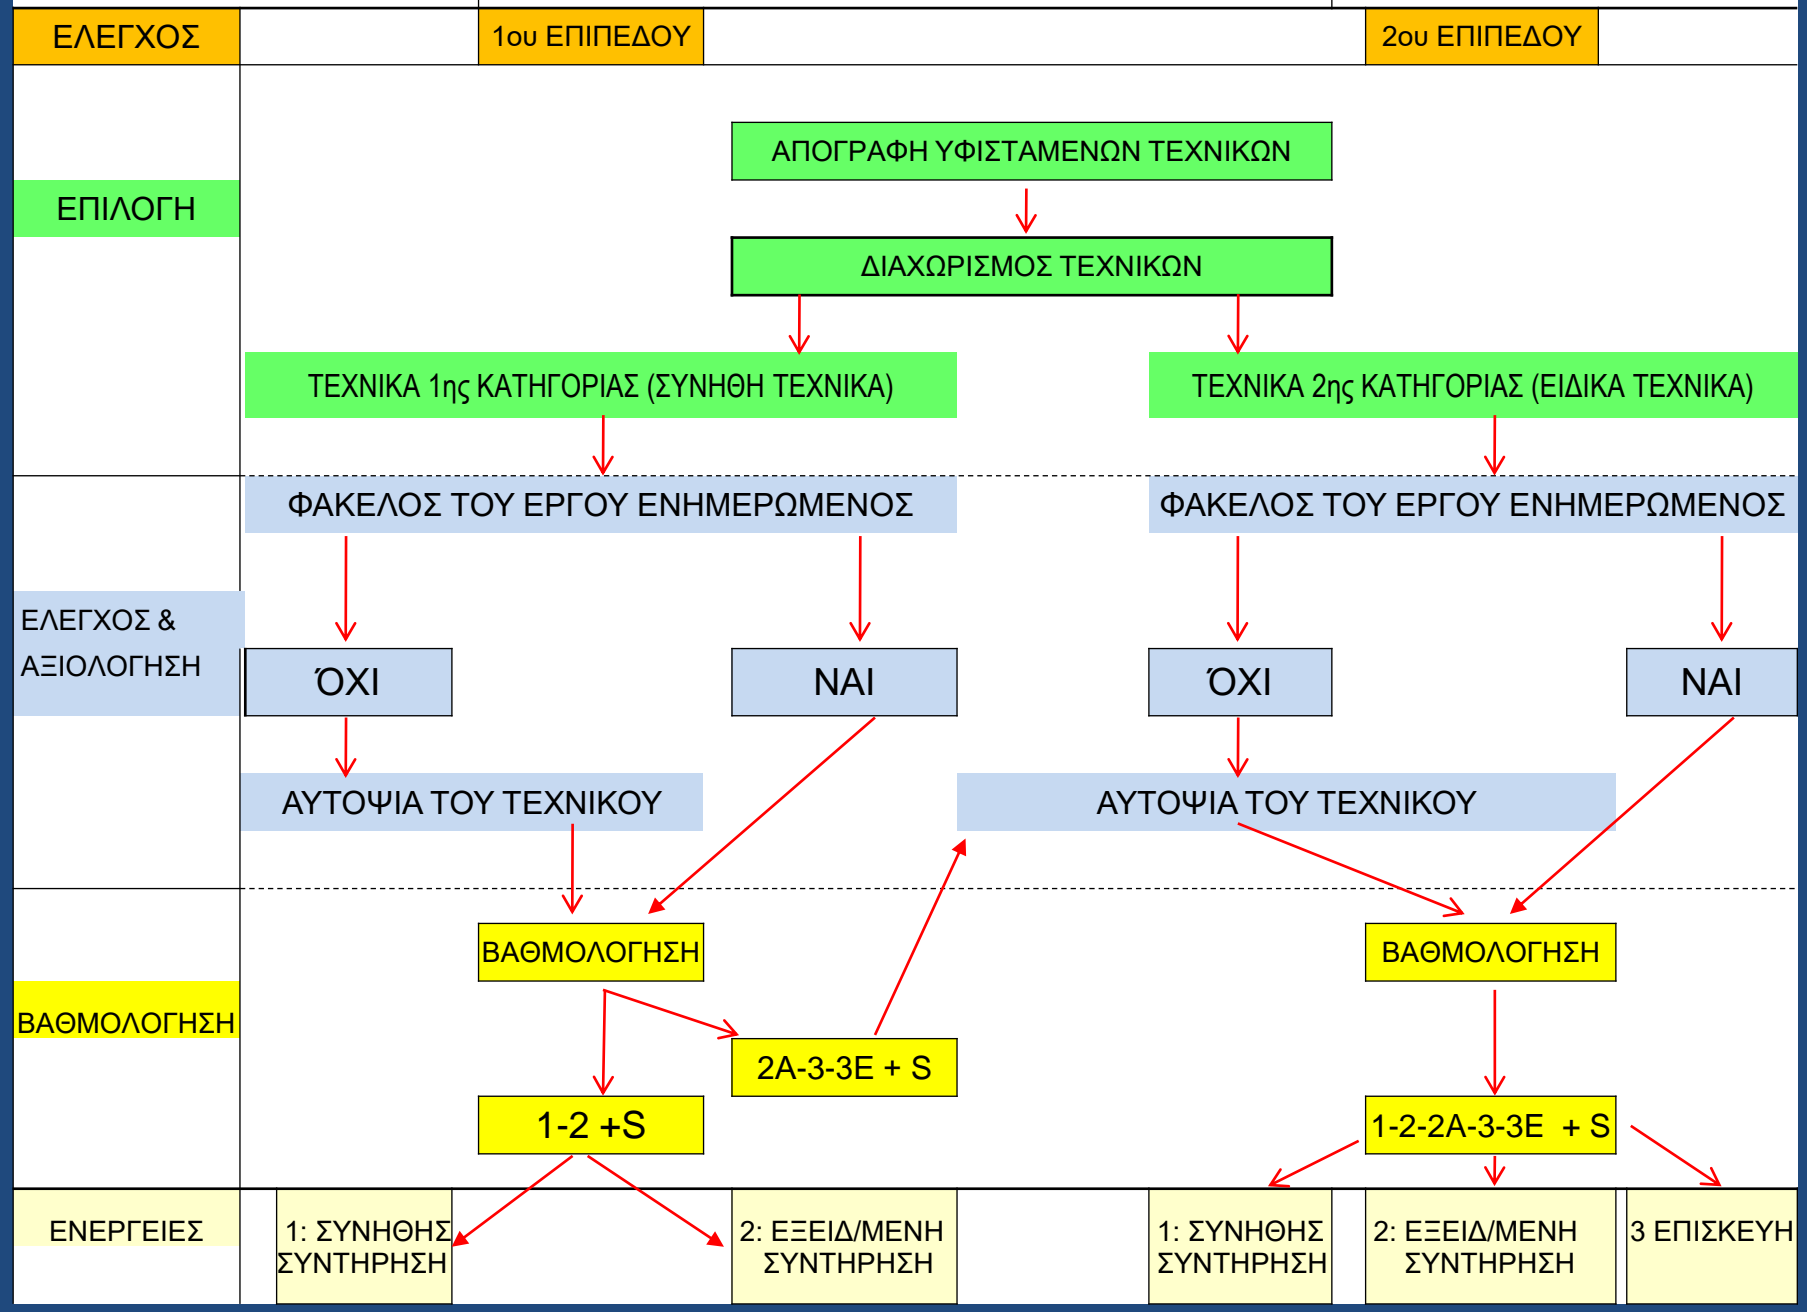 ΕΛΕΓΧΟΣ
1ου ΕΠΙΠΕΔΟΥ
2ου ΕΠΙΠΕΔΟΥ
ΑΠΟΓΡΑΦΗ ΥΦΙΣΤΑΜΕΝΩΝ ΤΕΧΝΙΚΩΝ
ΕΠΙΛΟΓΗ
ΔΙΑΧΩΡΙΣΜΟΣ ΤΕΧΝΙΚΩΝ
ΤΕΧΝΙΚΑ 1ης ΚΑΤΗΓΟΡΙΑΣ (ΣΥΝΗΘΗ ΤΕΧΝΙΚΑ)
ΤΕΧΝΙΚΑ 2ης ΚΑΤΗΓΟΡΙΑΣ (ΕΙΔΙΚΑ ΤΕΧΝΙΚΑ)
ΦΑΚΕΛΟΣ ΤΟΥ ΕΡΓΟΥ ΕΝΗΜΕΡΩΜΕΝΟΣ
ΦΑΚΕΛΟΣ ΤΟΥ ΕΡΓΟΥ ΕΝΗΜΕΡΩΜΕΝΟΣ
ΕΛΕΓΧΟΣ &
ΑΞΙΟΛΟΓΗΣΗ
ΌΧΙ
ΝΑΙ
ΌΧΙ
ΝΑΙ
ΑΥΤΟΨΙΑ ΤΟΥ ΤΕΧΝΙΚΟΥ
ΑΥΤΟΨΙΑ ΤΟΥ ΤΕΧΝΙΚΟΥ
ΒΑΘΜΟΛΟΓΗΣΗ
ΒΑΘΜΟΛΟΓΗΣΗ
ΒΑΘΜΟΛΟΓΗΣΗ
2Α-3-3Ε + S
1-2 +S
1-2-2Α-3-3Ε + S
ΕΝΕΡΓΕΙΕΣ
1: ΣΥΝΗΘΗΣ
ΣΥΝΤΗΡΗΣΗ
2: ΕΞΕΙΔ/ΜΕΝΗ
ΣΥΝΤΗΡΗΣΗ
1: ΣΥΝΗΘΗΣ
ΣΥΝΤΗΡΗΣΗ
2: ΕΞΕΙΔ/ΜΕΝΗ
ΣΥΝΤΗΡΗΣΗ
3 ΕΠΙΣΚΕΥΗ